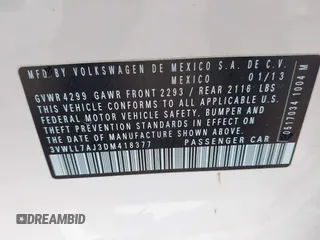 MFD. BY VOLKSWAGEN DE MEXICO S.A. DE C.V.
MEXICO 01/13
GVWR 4299 GAWR FRONT 2293 / REAR 2116 LBS
THIS VEHICLE CONFORMS TO ALL APPLICABLE
FEDERAL MOTOR VEHICLE SAFETY, BUMPER AND
THEFT PREVENTION STANDARDS IN EFFECT ON
THE DATE OF MANUFACTURE SHOWN ABOVE.
3VWLL7AJ3DM418377 PASSENGER CAR
0517034 1004 M
DREAMBID